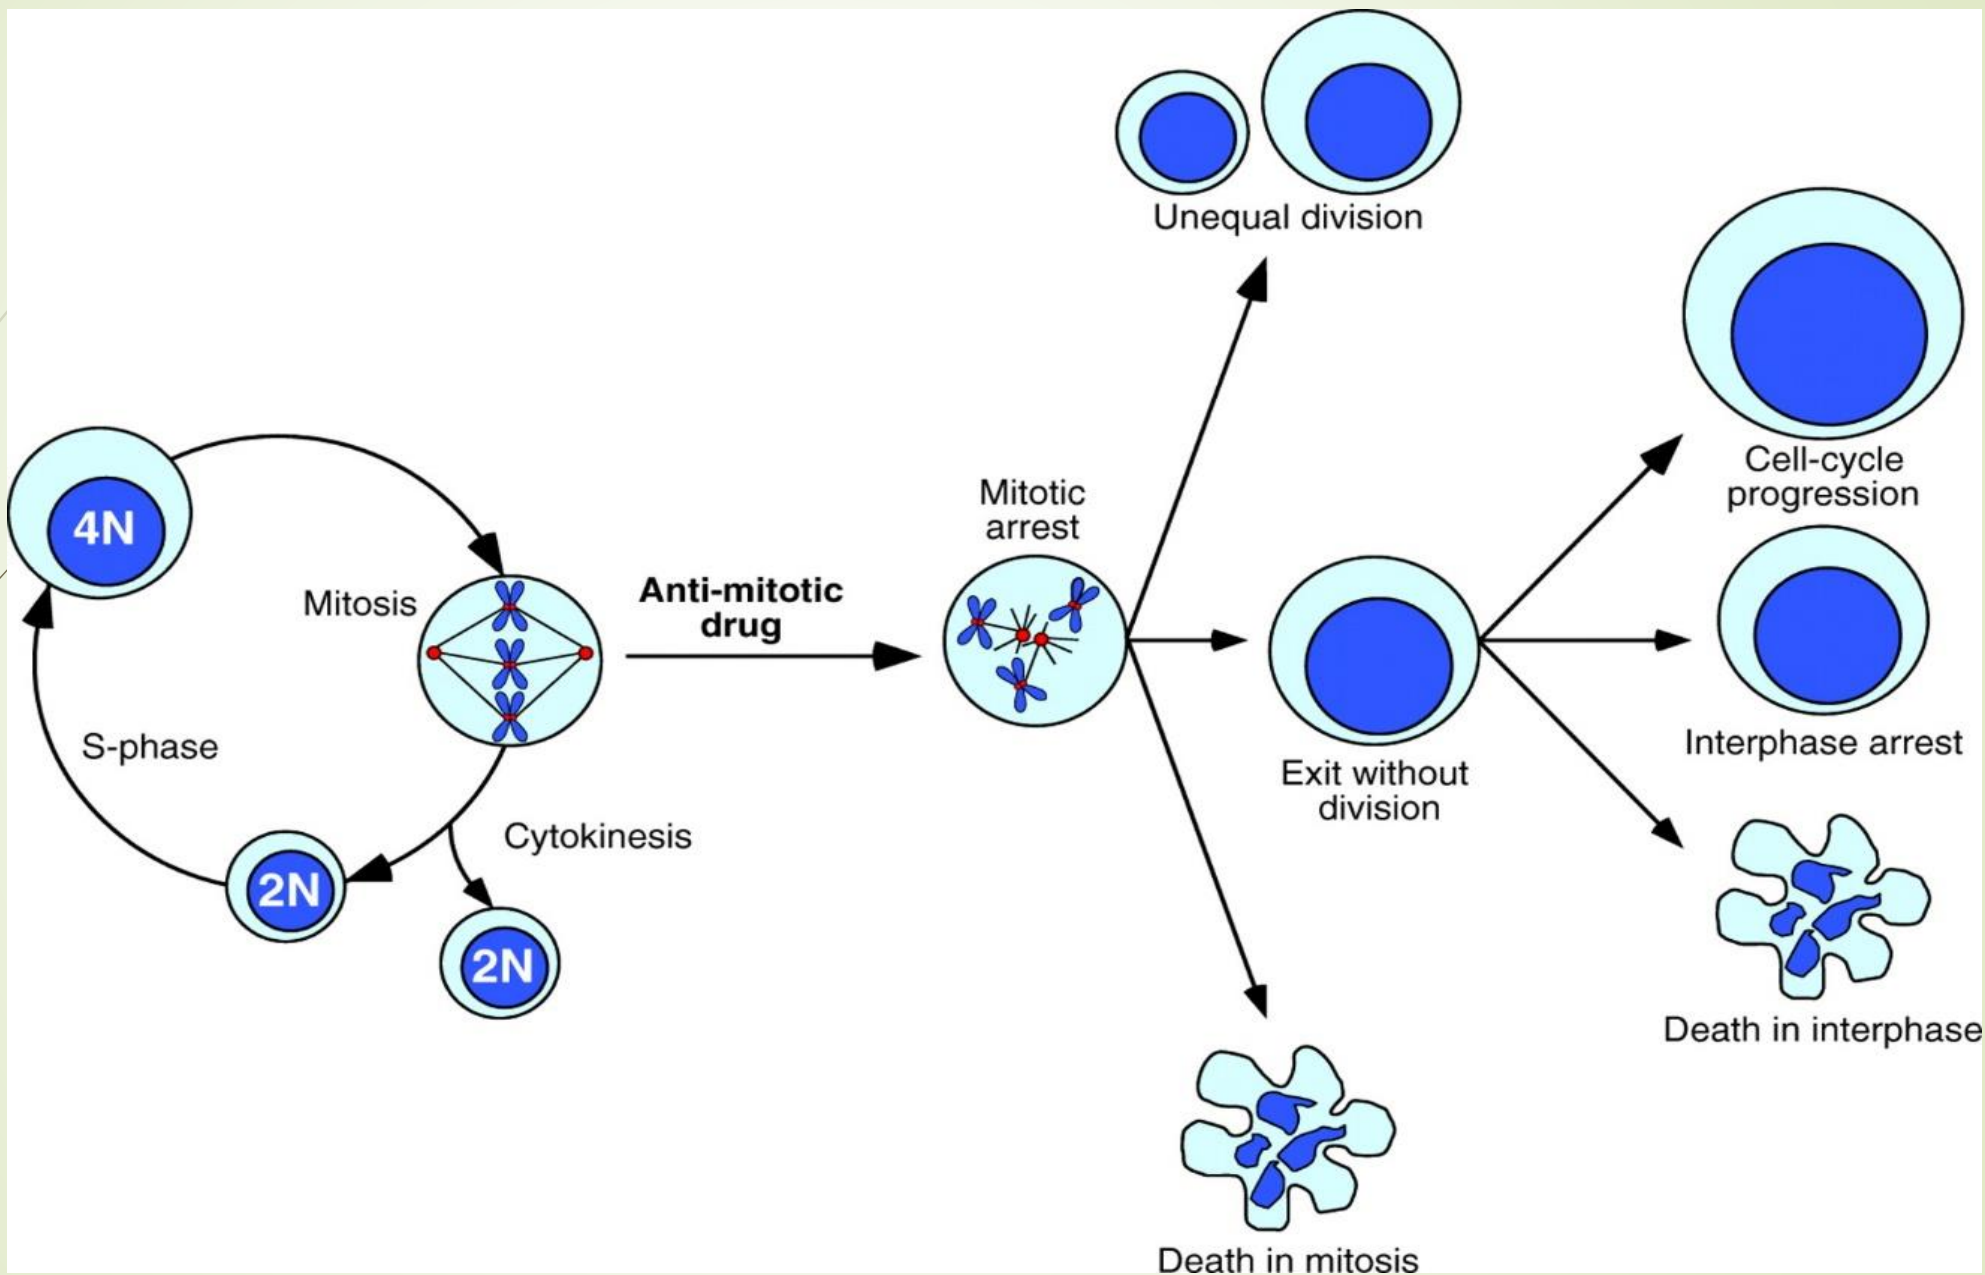 Unequal division
Cell-cycle
progression
4N
Mitotic
arrest
Mitosis
Anti-mitotic
drug
S-phase
Interphase arrest
Exit without
division
Cytokinesis
2N
2N
Death in interphase
Death in mitosis